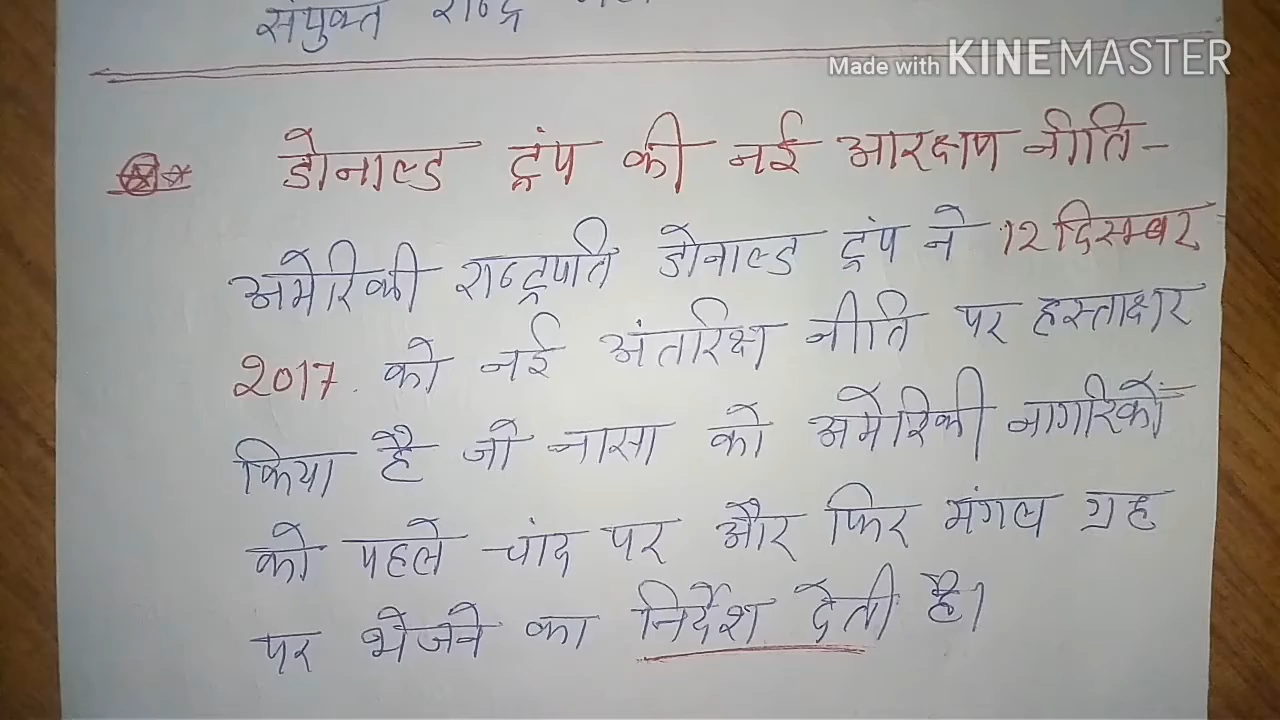 संयुक्त राष्ट्र
Made with KINEMASTER
डोनाल्ड ट्रंप की नई आरक्षण नीति-
अमेरिकी राष्ट्रपति डोनाल्ड ट्रंप ने 12 दिसम्बर
2017. को नई अंतरिक्ष नीति पर हस्ताक्षर
किया है जो नासा को अमेरिकी नागरिकों
को पहले चांद पर और फिर मंगल ग्रह
पर भेजने का निर्देश देती है।